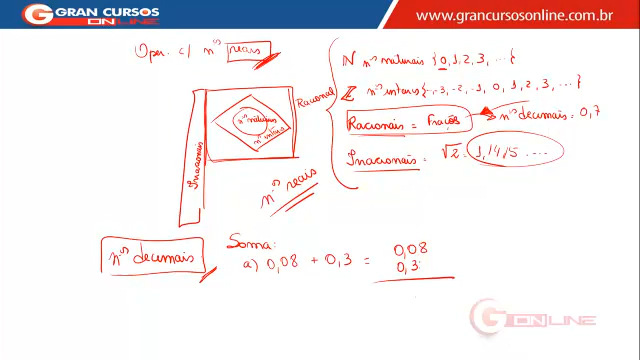 GRAN CURSOS
ONLINE
www.grancursosonline.com.br
Oper. c/ nºs reais
N nºs naturais {0,1,2,3, ...}
Z nºs inteiros {...-3, -2, -1, 0, 1, 2, 3, ...}
Racionais = Frações
nºs decimais = 0,7
Irracionais = √2 = 1,1415 ....
Racional
nºs naturais
nºs inteiros
Irracionais
nºs reais
nºs decimais
Soma:
a) 0,08 + 0,3 =
0,08
0,3
G ONLINE